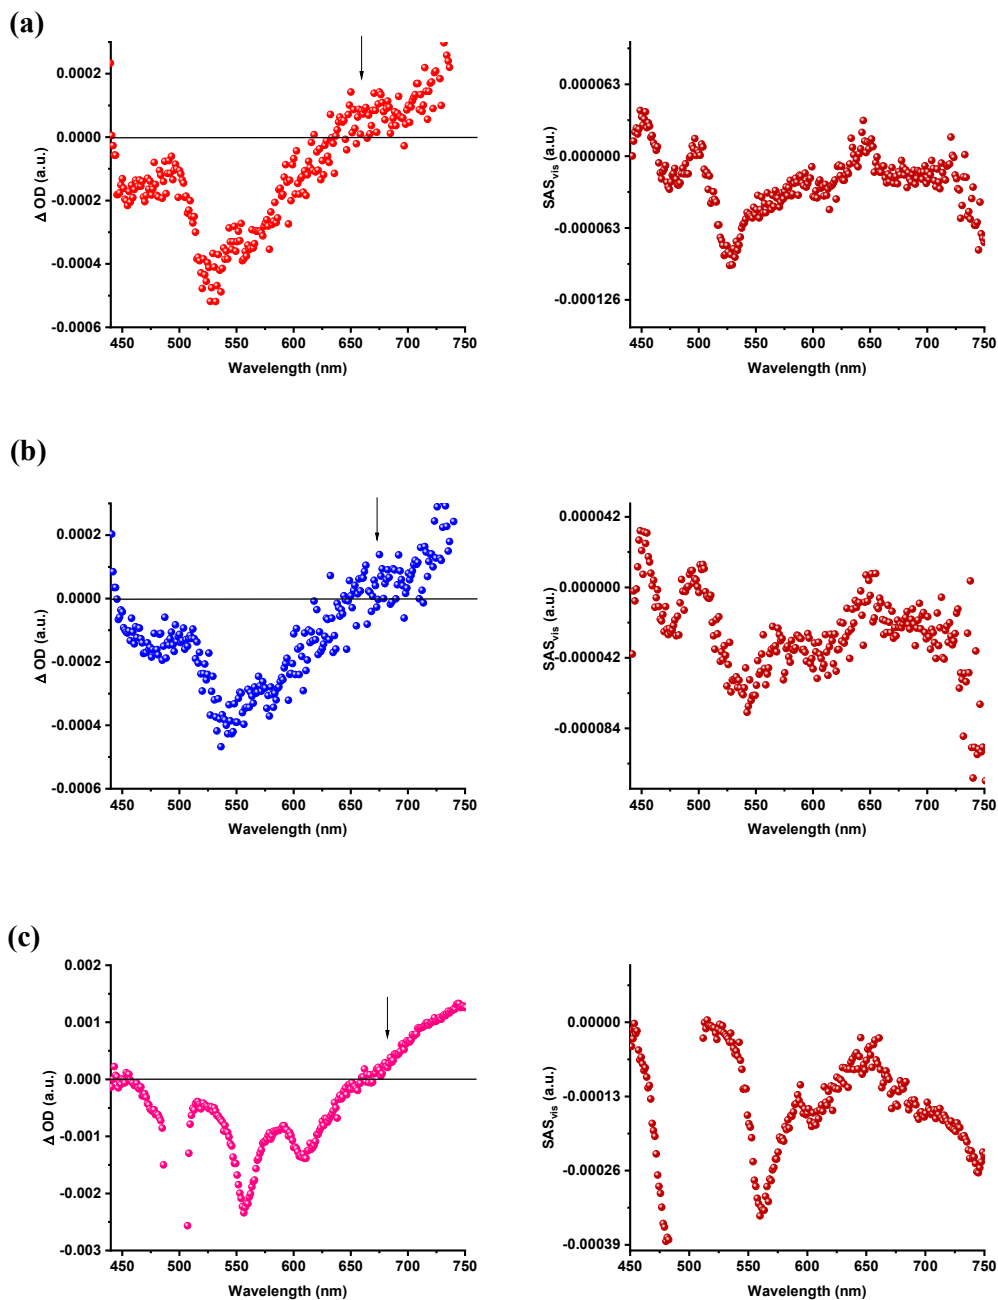 (a)
0.0002
0.0000
-0.0002
-0.0004
-0.0006
Δ OD (a.u.)
450 500 550 600 650 700 750
Wavelength (nm)
0.000063
0.000000
-0.000063
-0.000126
SASvis (a.u.)
450 500 550 600 650 700 750
Wavelength (nm)
(b)
0.0002
0.0000
-0.0002
-0.0004
-0.0006
Δ OD (a.u.)
450 500 550 600 650 700 750
Wavelength (nm)
0.000042
0.000000
-0.000042
-0.000084
SASvis (a.u.)
450 500 550 600 650 700 750
Wavelength (nm)
(c)
0.002
0.001
0.000
-0.001
-0.002
-0.003
Δ OD (a.u.)
450 500 550 600 650 700 750
Wavelength (nm)
0.00000
-0.00013
-0.00026
-0.00039
SASvis (a.u.)
450 500 550 600 650 700 750
Wavelength (nm)